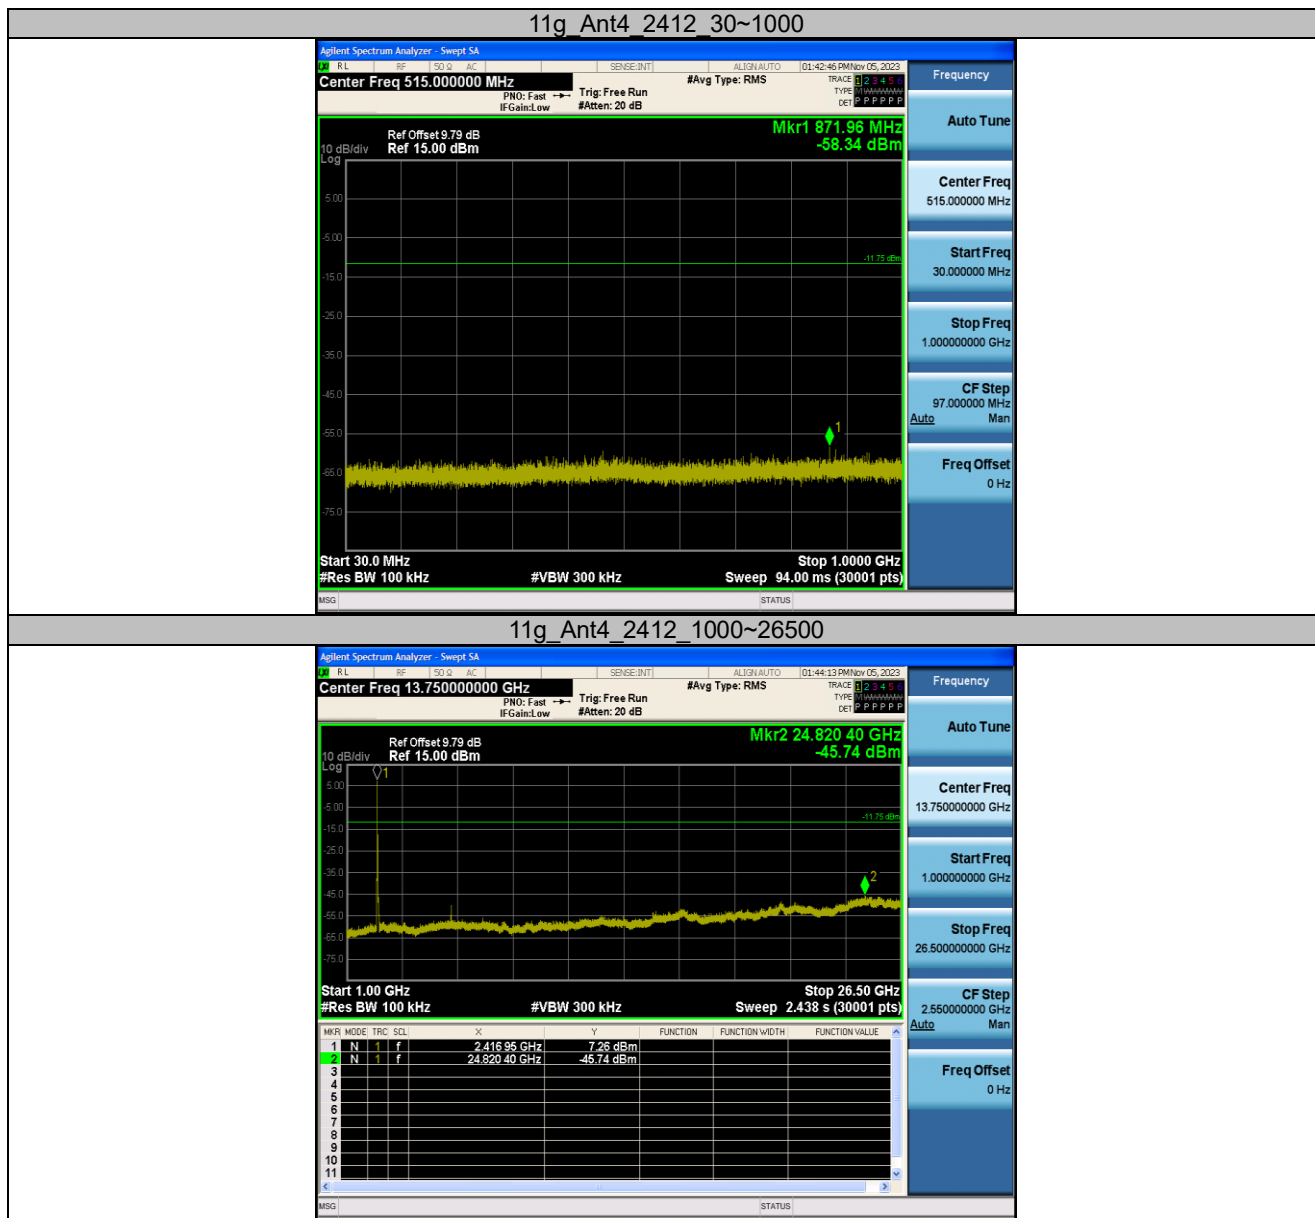 11g_Ant4_2412_30~1000
Agilent Spectrum Analyzer - Swept SA
RL RF 50 Ω AC SENSE:INT ALIGNAUTO 01:42:46 PMNov 05, 2023
Center Freq 515.000000 MHz #Avg Type: RMS TRACE 1 2 3 4 5 6
PNO: Fast Trig: Free Run TYPE
IFGain:Low #Atten: 20 dB DET P P P P P P
Mkr1 871.96 MHz
-58.34 dBm
Ref Offset 9.79 dB
10 dB/div Ref 15.00 dBm
Log
5.00
-5.00
-11.75 dBm
-15.0
-25.0
-35.0
-45.0
-55.0
1
-65.0
-75.0
Start 30.0 MHz Stop 1.0000 GHz
#Res BW 100 kHz #VBW 300 kHz Sweep 94.00 ms (30001 pts)
MSG STATUS
Frequency
Auto Tune
Center Freq
515.000000 MHz
Start Freq
30.000000 MHz
Stop Freq
1.000000000 GHz
CF Step
97.000000 MHz
Auto Man
Freq Offset
0 Hz
11g_Ant4_2412_1000~26500
Agilent Spectrum Analyzer - Swept SA
RL RF 50 Ω AC SENSE:INT ALIGNAUTO 01:44:13 PMNov 05, 2023
Center Freq 13.750000000 GHz #Avg Type: RMS TRACE 1 2 3 4 5 6
PNO: Fast Trig: Free Run TYPE
IFGain:Low #Atten: 20 dB DET P P P P P P
Mkr2 24.820 40 GHz
-45.74 dBm
Ref Offset 9.79 dB
10 dB/div Ref 15.00 dBm
Log
1
5.00
-5.00
-11.75 dBm
-15.0
-25.0
-35.0
2
-45.0
-55.0
-65.0
-75.0
Start 1.00 GHz Stop 26.50 GHz
#Res BW 100 kHz #VBW 300 kHz Sweep 2.438 s (30001 pts)
MKR MODE TRC SCL X Y FUNCTION FUNCTION WIDTH FUNCTION VALUE
1 N 1 f 2.416 95 GHz 7.26 dBm
2 N 1 f 24.820 40 GHz -45.74 dBm
3
4
5
6
7
8
9
10
11
MSG STATUS
Frequency
Auto Tune
Center Freq
13.750000000 GHz
Start Freq
1.000000000 GHz
Stop Freq
26.500000000 GHz
CF Step
2.550000000 GHz
Auto Man
Freq Offset
0 Hz